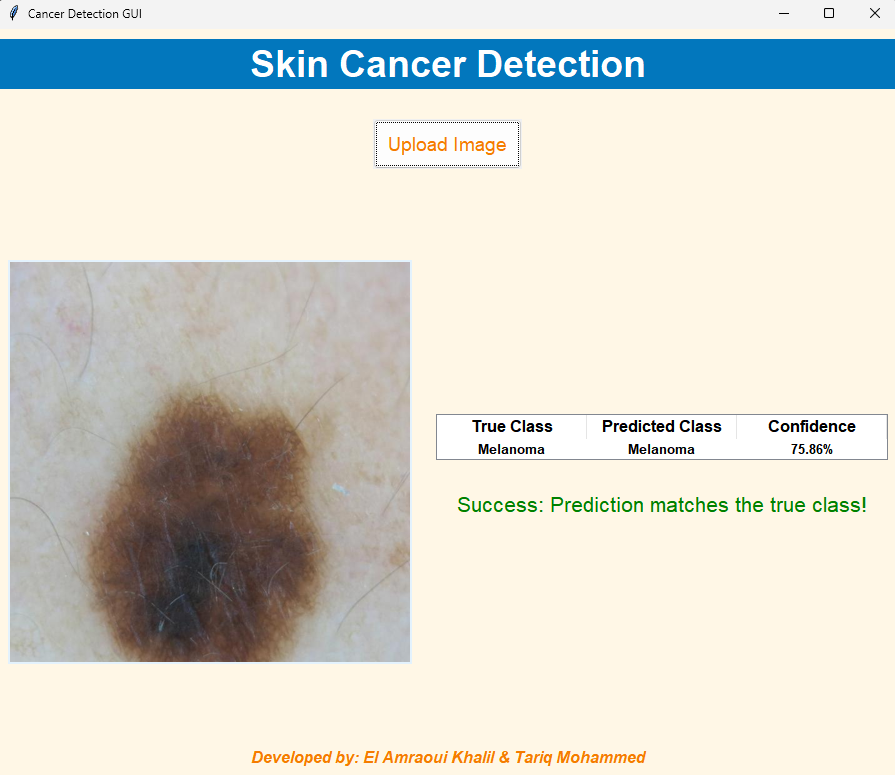 Cancer Detection GUI
Skin Cancer Detection
Upload Image
True Class Predicted Class Confidence
Melanoma Melanoma 75.86%
Success: Prediction matches the true class!
Developed by: El Amraoui Khalil & Tariq Mohammed